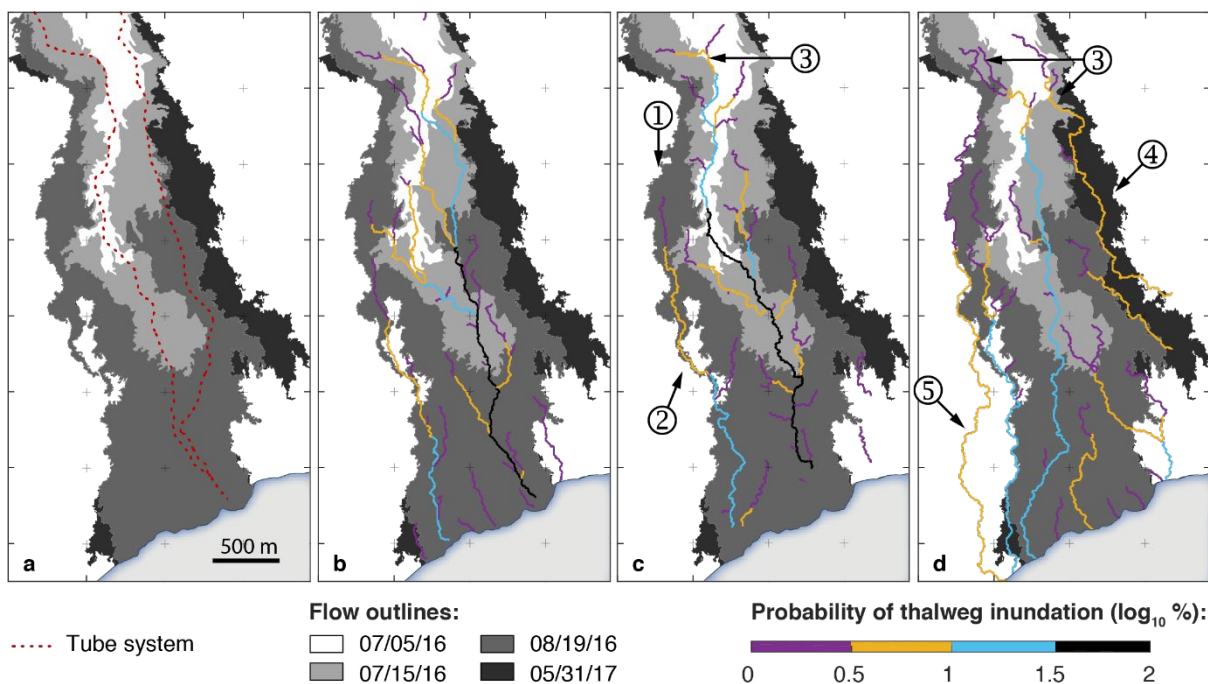 ①
②
③
③
④
⑤
a
500 m
b
c
d
Tube system
Flow outlines:
07/05/16
08/19/16
07/15/16
05/31/17
Probability of thalweg inundation (log₁₀ %):
0
0.5
1
1.5
2